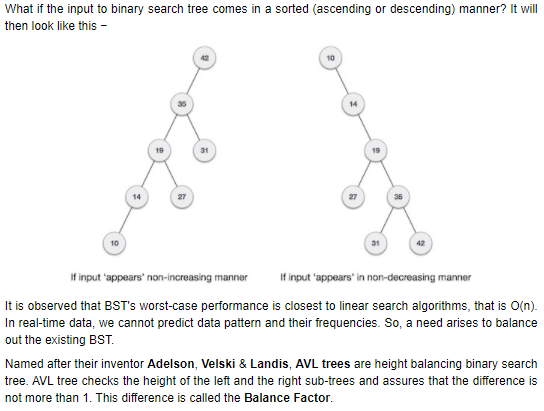 What if the input to binary search tree comes in a sorted (ascending or descending) manner? It will
then look like this −
42
10
35
14
19
31
19
14
27
27
35
10
31
42
If input 'appears' non-increasing manner
If input 'appears' in non-decreasing manner
It is observed that BST's worst-case performance is closest to linear search algorithms, that is Ο(n).
In real-time data, we cannot predict data pattern and their frequencies. So, a need arises to balance
out the existing BST.
Named after their inventor Adelson, Velski & Landis, AVL trees are height balancing binary search
tree. AVL tree checks the height of the left and the right sub-trees and assures that the difference is
not more than 1. This difference is called the Balance Factor.